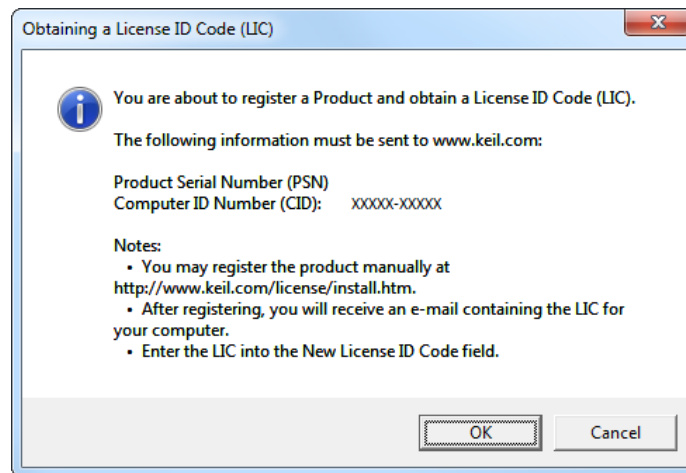 Obtaining a License ID Code (LIC)
You are about to register a Product and obtain a License ID Code (LIC).
The following information must be sent to www.keil.com:
Product Serial Number (PSN)
Computer ID Number (CID): XXXXX-XXXXX
Notes:
• You may register the product manually at
http://www.keil.com/license/install.htm.
• After registering, you will receive an e-mail containing the LIC for
your computer.
• Enter the LIC into the New License ID Code field.
OK
Cancel